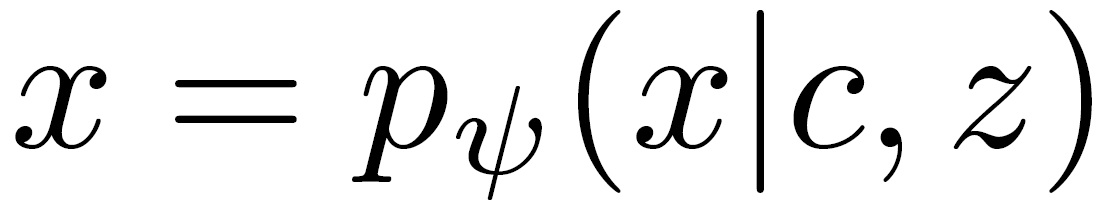 x = p_ψ(x|c, z)